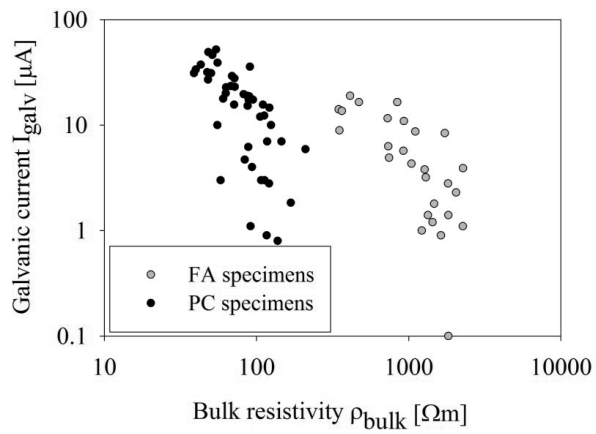 Galvanic current Igalv [μA]
100
10
1
0.1
FA specimens
PC specimens
10 100 1000 10000
Bulk resistivity ρbulk [Ωm]